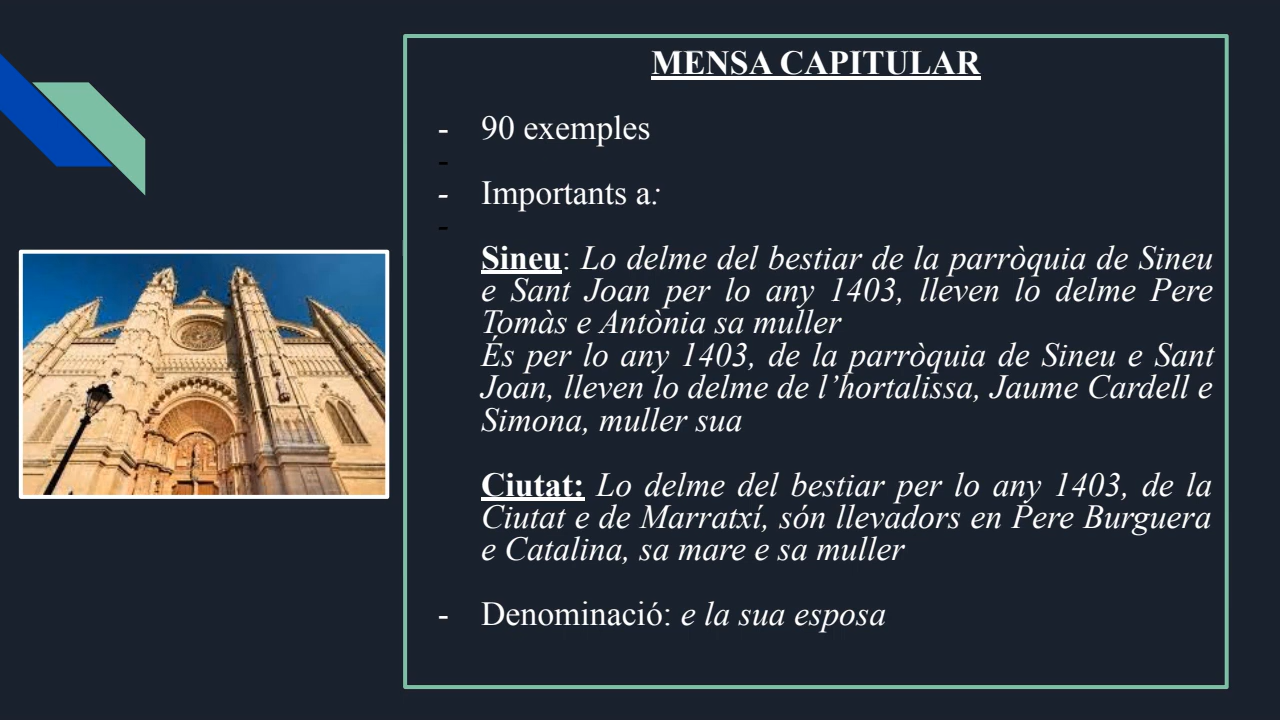 MENSA CAPITULAR
- 90 exemples
-
- Importants a:
-
Sineu: Lo delme del bestiar de la parròquia de Sineu
e Sant Joan per lo any 1403, lleven lo delme Pere
Tomàs e Antònia sa muller
És per lo any 1403, de la parròquia de Sineu e Sant
Joan, lleven lo delme de l’hortalissa, Jaume Cardell e
Simona, muller sua
Ciutat: Lo delme del bestiar per lo any 1403, de la
Ciutat e de Marratxí, són llevadors en Pere Burguera
e Catalina, sa mare e sa muller
- Denominació: e la sua esposa